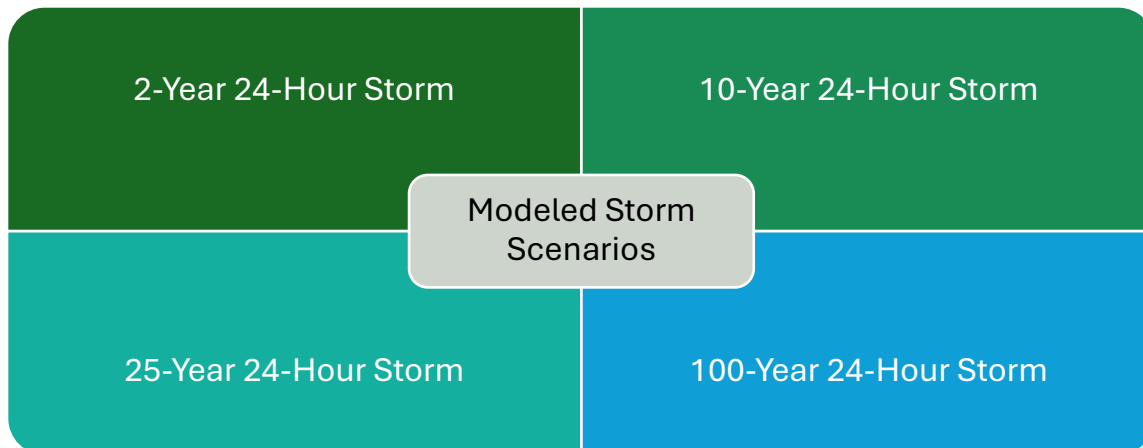 2-Year 24-Hour Storm
10-Year 24-Hour Storm
Modeled Storm
Scenarios
25-Year 24-Hour Storm
100-Year 24-Hour Storm